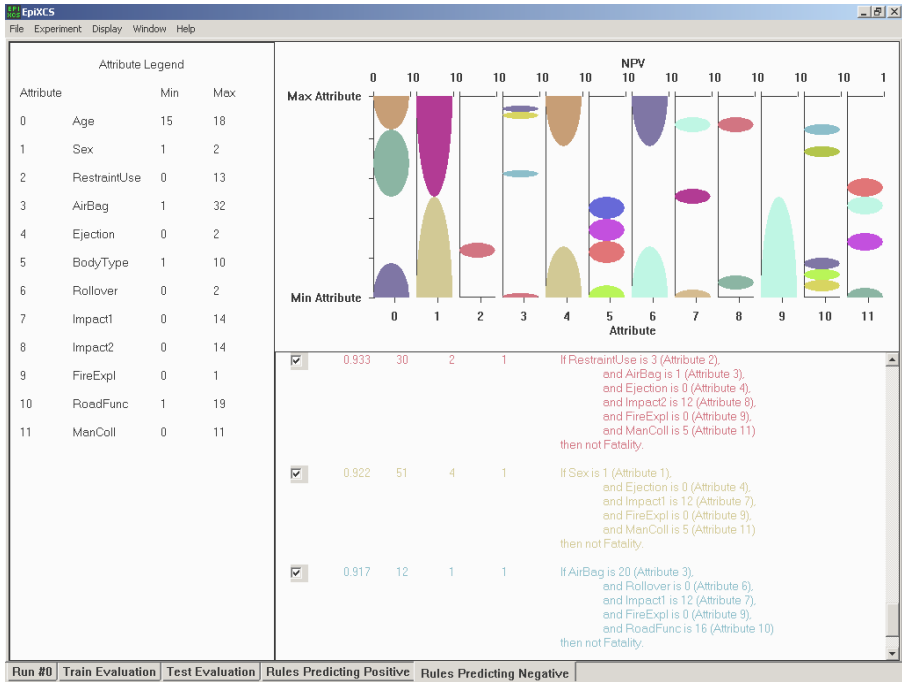 EPI XCS EpiXCS
File Experiment Display Window Help
Attribute Legend
Attribute Min Max
0 Age 15 18
1 Sex 1 2
2 RestraintUse 0 13
3 AirBag 1 32
4 Ejection 0 2
5 BodyType 1 10
6 Rollover 0 2
7 Impact1 0 14
8 Impact2 0 14
9 FireExpl 0 1
10 RoadFunc 1 19
11 ManColl 0 11
NPV
0 10 10 10 10 10 10 10 10 10 10 10 1
Max Attribute
Min Attribute
0 1 2 3 4 5 6 7 8 9 10 11
Attribute
0.933 30 2 1 If RestraintUse is 3 (Attribute 2),
and AirBag is 1 (Attribute 3),
and Ejection is 0 (Attribute 4),
and Impact2 is 12 (Attribute 8),
and FireExpl is 0 (Attribute 9),
and ManColl is 5 (Attribute 11)
then not Fatality.
0.922 51 4 1 If Sex is 1 (Attribute 1),
and Ejection is 0 (Attribute 4),
and Impact1 is 12 (Attribute 7),
and FireExpl is 0 (Attribute 9),
and ManColl is 5 (Attribute 11)
then not Fatality.
0.917 12 1 1 If AirBag is 20 (Attribute 3),
and Rollover is 0 (Attribute 6),
and Impact1 is 12 (Attribute 7),
and FireExpl is 0 (Attribute 9),
and RoadFunc is 16 (Attribute 10)
then not Fatality.
Run #0 Train Evaluation Test Evaluation Rules Predicting Positive Rules Predicting Negative